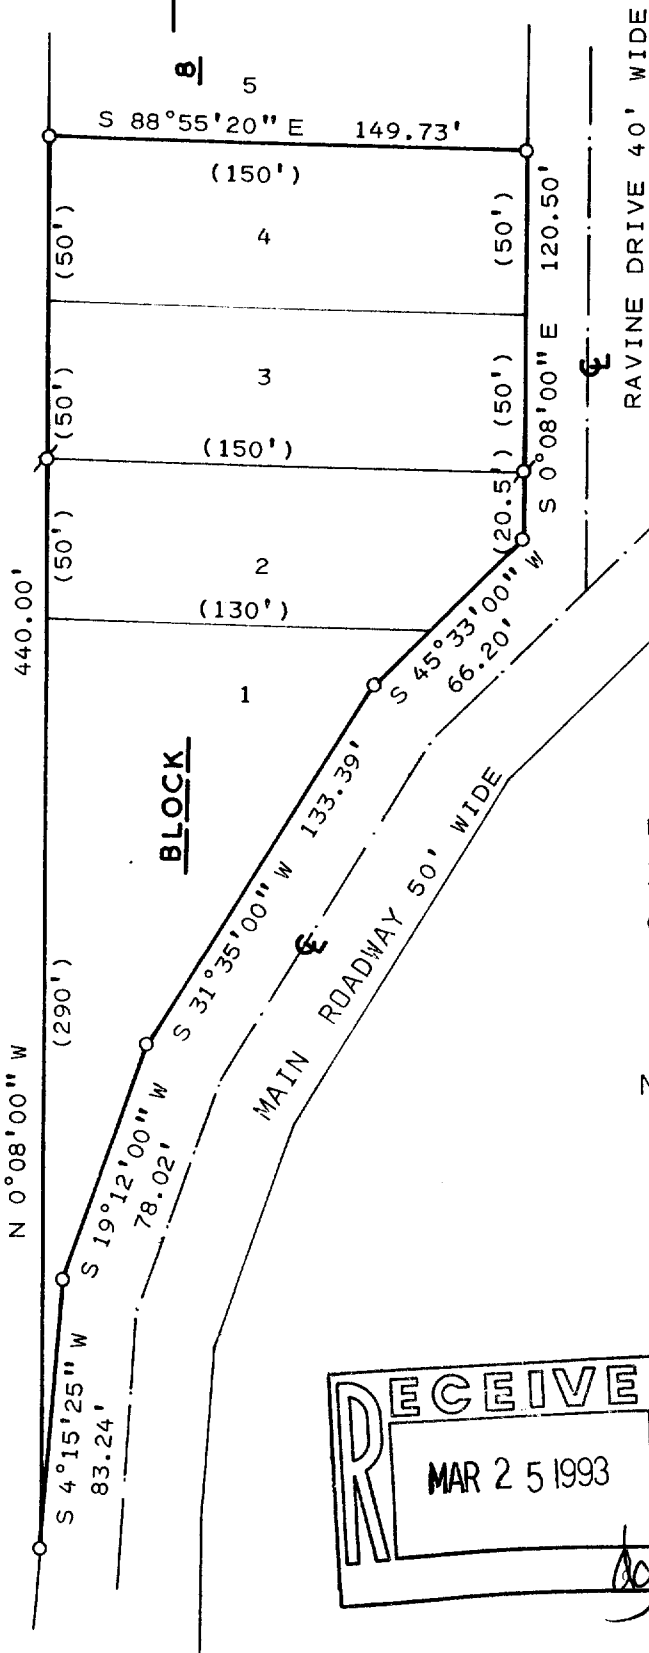 8
5
S 88°55'20" E 149.73'
(150')
RAVINE DRIVE 40' WIDE
(50')
4
(50')
120.50'
(50')
3
(50')
S 0°08'00" E
(150')
(20.5')
(50')
2
440.00'
(130')
S 45°33'00" W
66.20'
1
BLOCK
S 31°35'00" W 133.39'
MAIN ROADWAY 50' WIDE
(290')
N 0°08'00" W
S 19°12'00" W
78.02'
S 4°15'25" W
83.24'
RECEIVE
MAR 25 1993